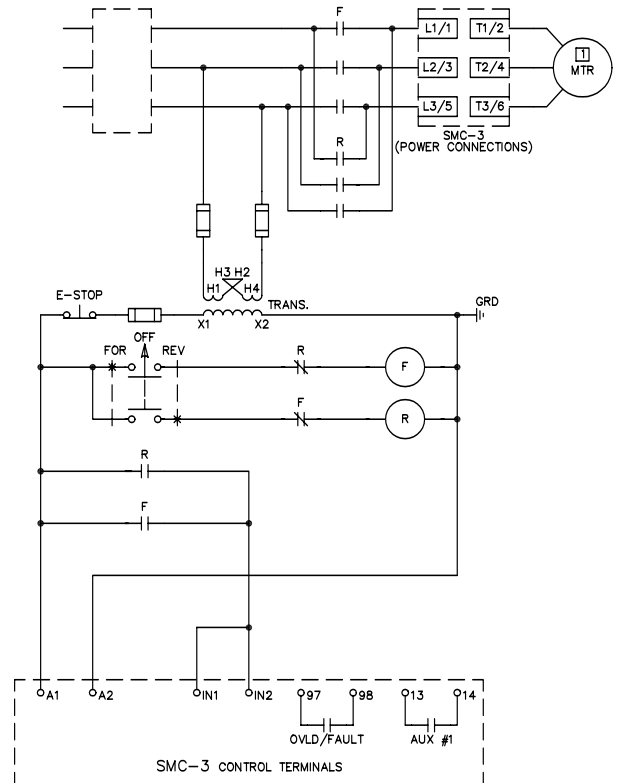 F
L1/1 T1/2
1
MTR
L2/3 T2/4
L3/5 T3/6
SMC-3
(POWER CONNECTIONS)
R
H3 H2
H1 H4
TRANS.
E-STOP
X1 X2
GRD
OFF
FOR REV
R
F
F
R
R
F
A1 A2 IN1 IN2 97 98 13 14
OVLD/FAULT AUX #1
SMC-3 CONTROL TERMINALS